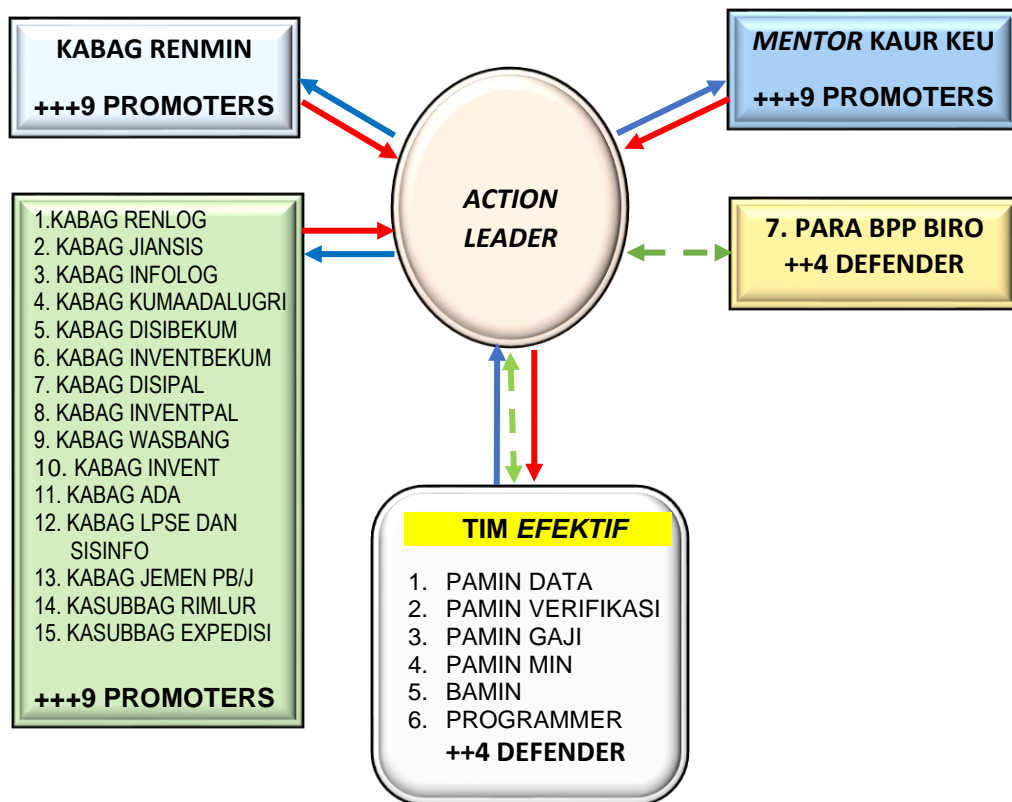 KABAG RENMIN
+++9 PROMOTERS
MENTOR KAUR KEU
+++9 PROMOTERS
ACTION
LEADER
1.KABAG RENLOG
2. KABAG JIANSIS
3. KABAG INFOLOG
4. KABAG KUMAADALUGRI
5. KABAG DISIBEKUM
6. KABAG INVENTBEKUM
7. KABAG DISIPAL
8. KABAG INVENTPAL
9. KABAG WASBANG
10. KABAG INVENT
11. KABAG ADA
12. KABAG LPSE DAN
SISINFO
13. KABAG JEMEN PB/J
14. KASUBBAG RIMLUR
15. KASUBBAG EXPEDISI
+++9 PROMOTERS
7. PARA BPP BIRO
++4 DEFENDER
TIM EFEKTIF
1. PAMIN DATA
2. PAMIN VERIFIKASI
3. PAMIN GAJI
4. PAMIN MIN
5. BAMIN
6. PROGRAMMER
++4 DEFENDER